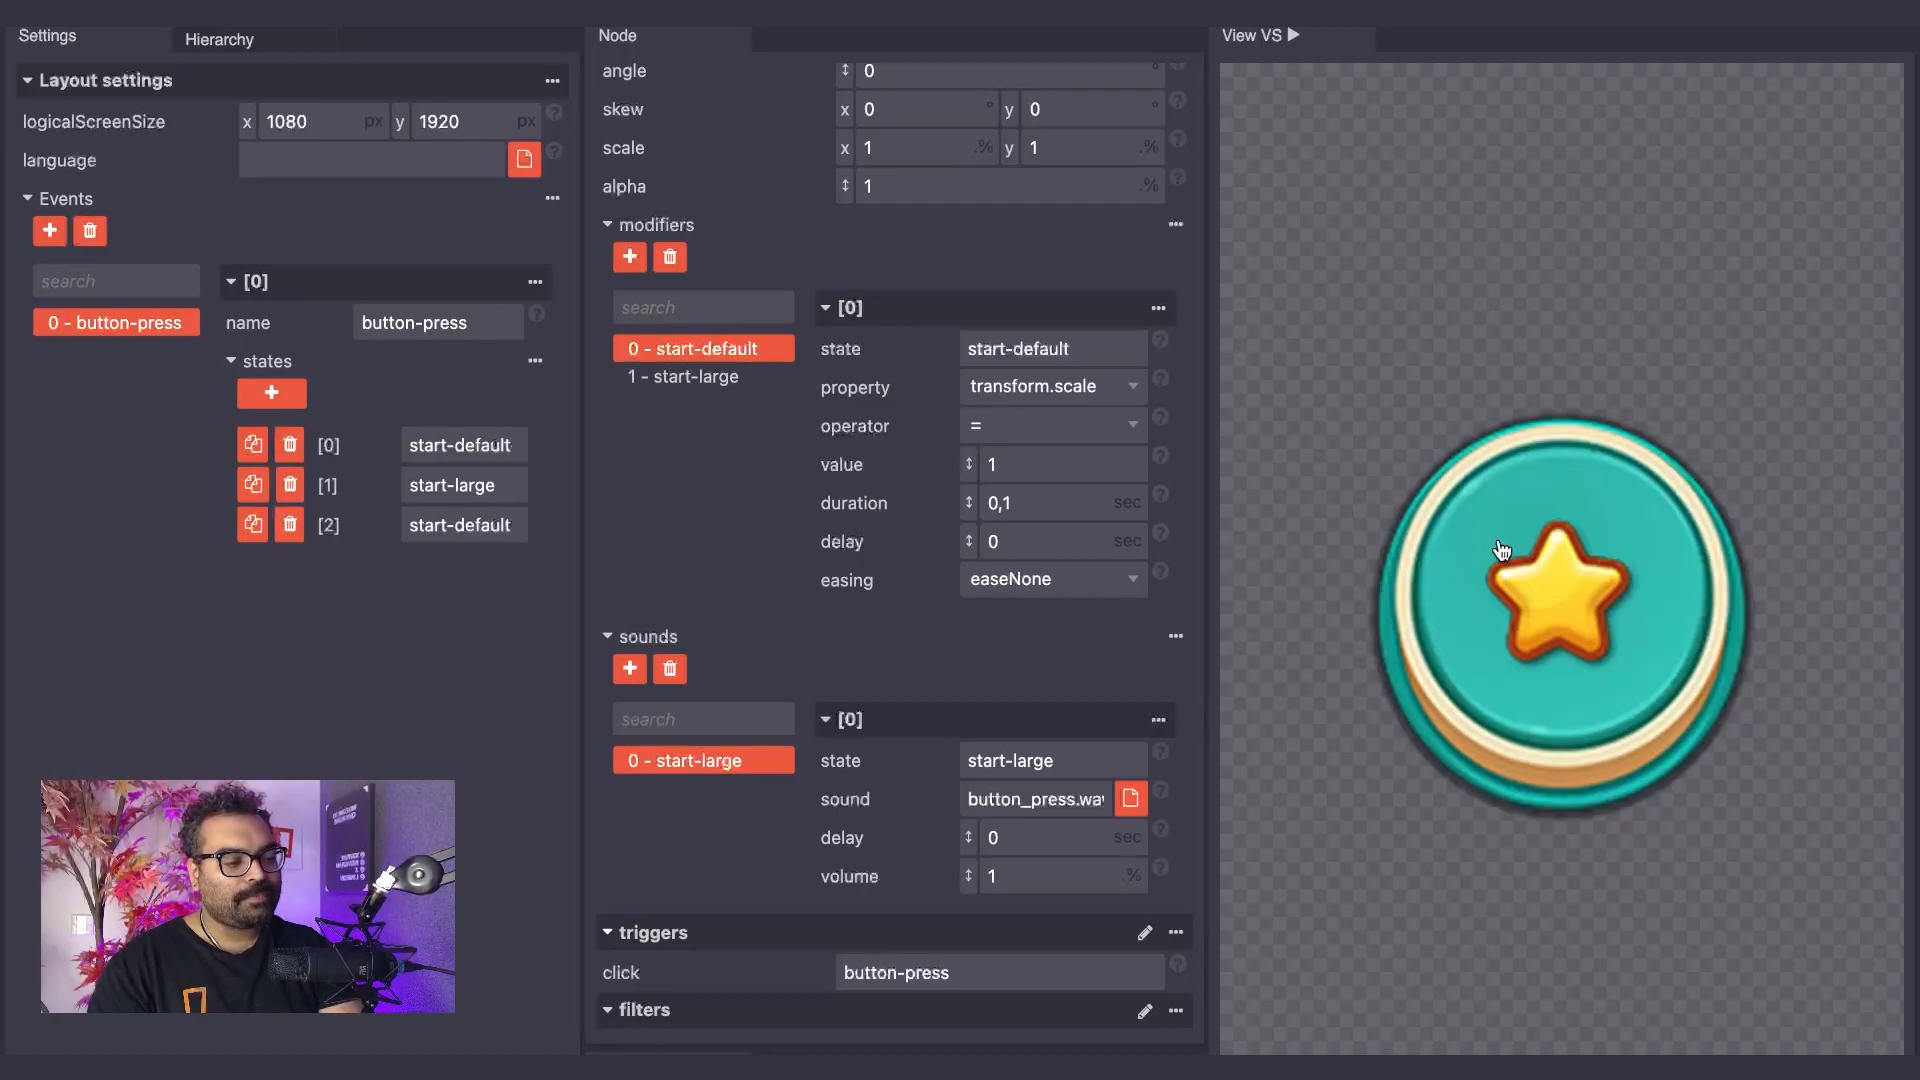 Settings
Hierarchy
Layout settings
logicalScreenSize x 1080 px y 1920 px
language
Events
search
0 - button-press
[0]
name button-press
states
[0] start-default
[1] start-large
[2] start-default
Node
angle 0 °
skew x 0 ° y 0 °
scale x 1 .% y 1 .%
alpha 1 .%
modifiers
search
0 - start-default
1 - start-large
[0]
state start-default
property transform.scale
operator =
value 1
duration 0,1 sec
delay 0 sec
easing easeNone
sounds
search
0 - start-large
[0]
state start-large
sound button_press.wav
delay 0 sec
volume 1 .%
triggers
click button-press
filters
View VS